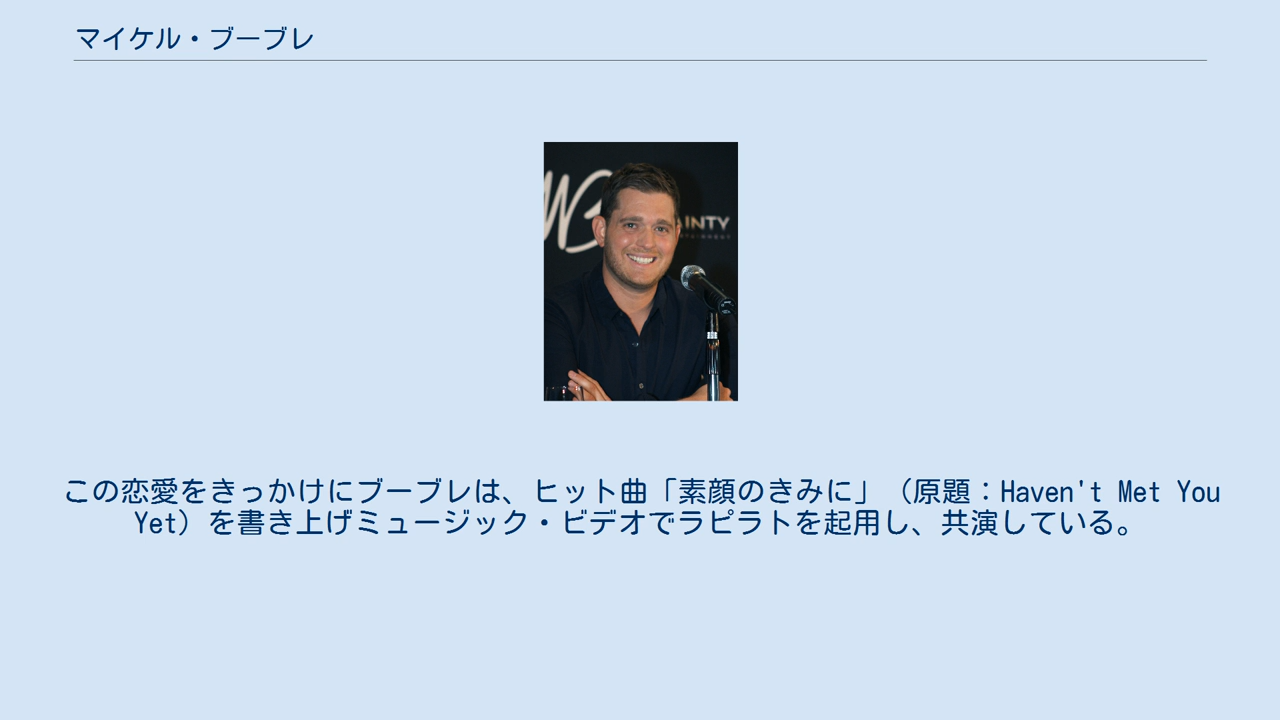 マイケル・ブーブレ
WB
AINTY
この恋愛をきっかけにブーブレは、ヒット曲「素顔のきみに」（原題：Haven't Met You
Yet）を書き上げミュージック・ビデオでラピラトを起用し、共演している。